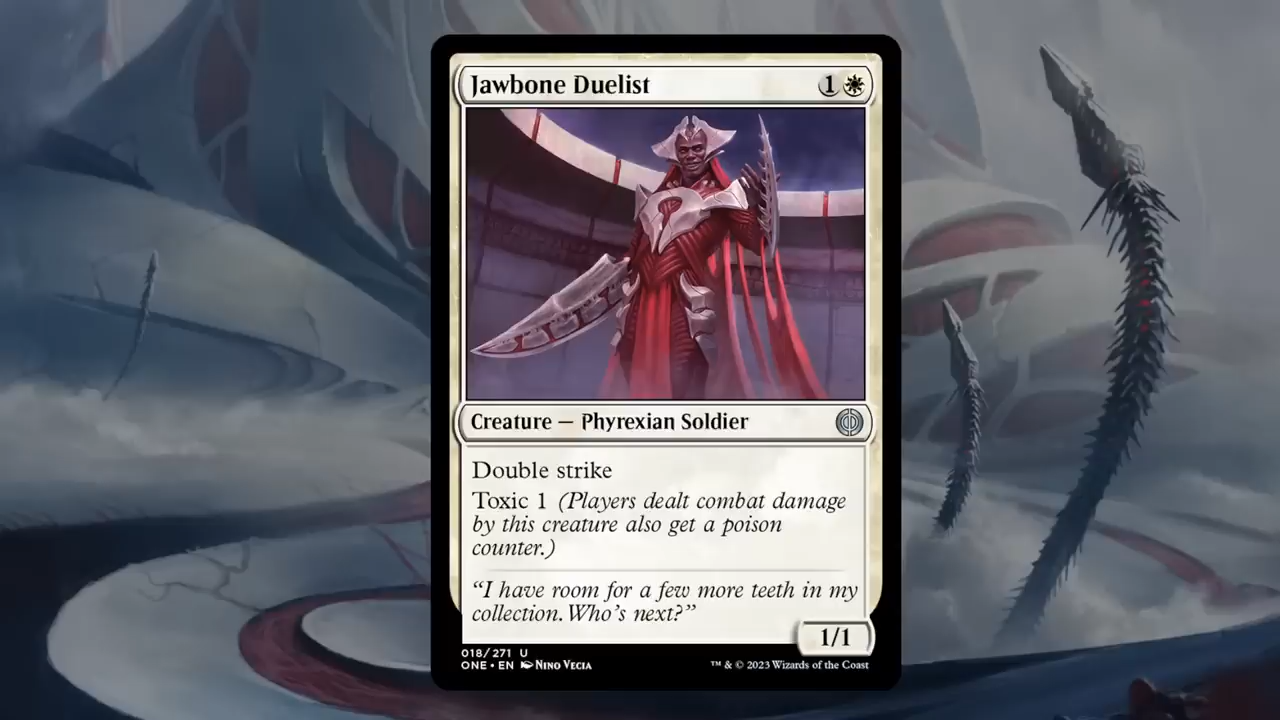 Jawbone Duelist 1
Creature — Phyrexian Soldier
Double strike
Toxic 1 (Players dealt combat damage
by this creature also get a poison
counter.)
“I have room for a few more teeth in my
collection. Who’s next?”
1/1
018/271 U
ONE • EN Nino Vecia
™ & © 2023 Wizards of the Coast